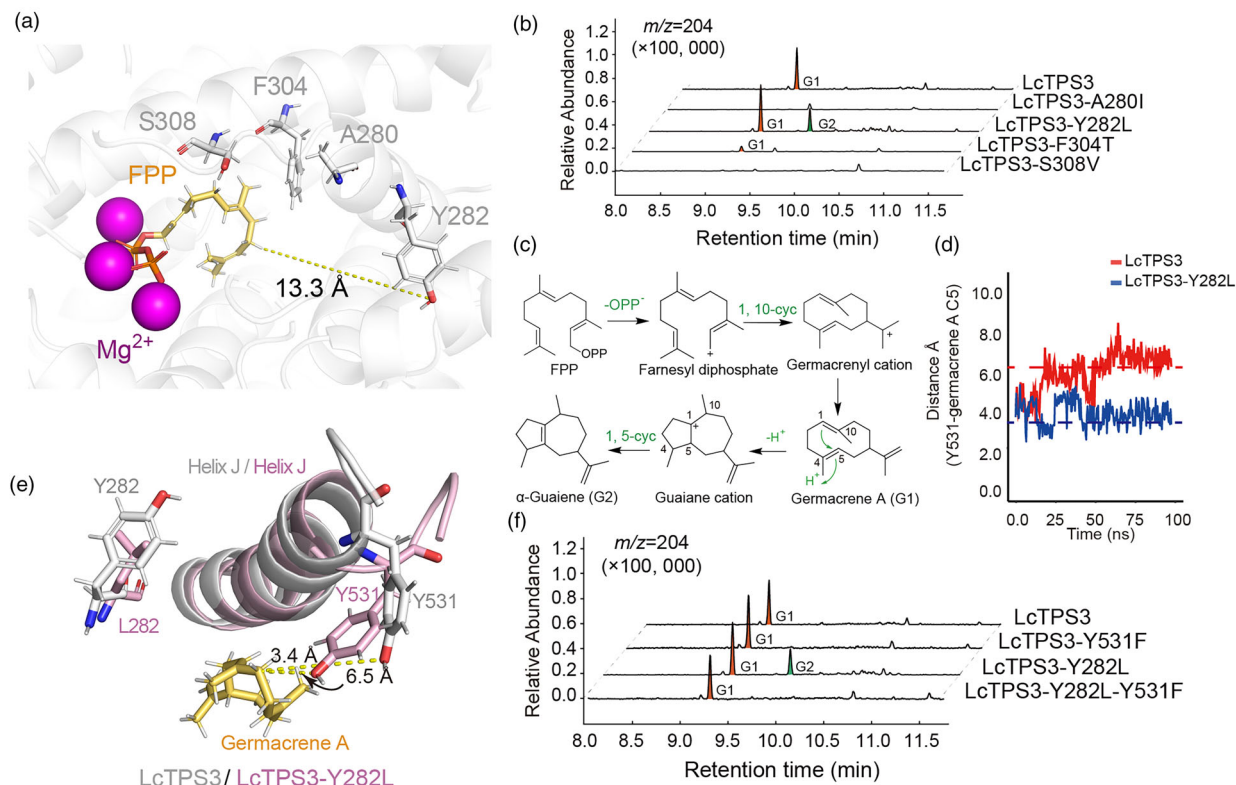 (a)
S308
F304
A280
FPP
Y282
13.3 Å
Mg2+
(b)
m/z=204
(×100, 000)
Relative Abundance
1.2
1.0
0.8
0.6
0.4
0.2
0.0
G1
G1
G2
G1
LcTPS3
LcTPS3-A280I
LcTPS3-Y282L
LcTPS3-F304T
LcTPS3-S308V
8.0 8.5 9.0 9.5 10.0 10.5 11.0 11.5
Retention time (min)
(c)
OPP
FPP
-OPP-
+
Farnesyl diphosphate
1, 10-cyc
+
Germacrenyl cation
1
10
4
5
H+
Germacrene A (G1)
-H+
10
1
+
4
5
Guaiane cation
1, 5-cyc
α-Guaiene (G2)
(d)
LcTPS3
LcTPS3-Y282L
Distance Å
(Y531-germacrene A C5)
10.0
8.0
6.0
4.0
2.0
0.0
0.0 25 50 75 100
Time (ns)
(e)
Helix J / Helix J
Y282
L282
Y531
Y531
3.4 Å
6.5 Å
Germacrene A
LcTPS3/ LcTPS3-Y282L
(f)
m/z=204
(×100, 000)
Relative Abundance
1.2
1.0
0.8
0.6
0.4
0.2
0.0
G1
G1
G1
G2
G1
LcTPS3
LcTPS3-Y531F
LcTPS3-Y282L
LcTPS3-Y282L-Y531F
8.0 8.5 9.0 9.5 10.0 10.5 11.0 11.5
Retention time (min)